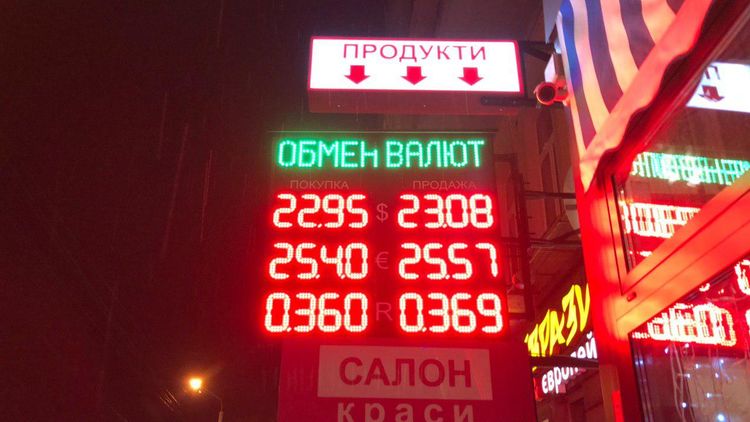 ПРОДУКТИ
ОБМЕН ВАЛЮТ
ПОКУПКА ПРОДАЖА
22.95 $ 23.08
25.40 € 25.57
0.360 R 0.369
САЛОН
краси
європей